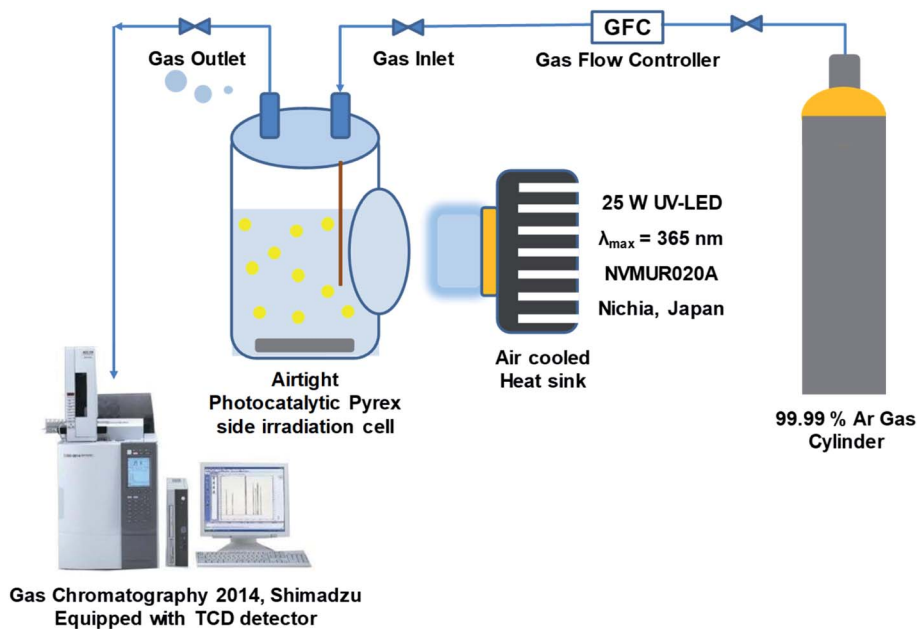 GFC
Gas Outlet
Gas Inlet
Gas Flow Controller
25 W UV-LED
λmax = 365 nm
NVMUR020A
Nichia, Japan
Airtight
Photocatalytic Pyrex
side irradiation cell
Air cooled
Heat sink
99.99 % Ar Gas
Cylinder
Gas Chromatography 2014, Shimadzu
Equipped with TCD detector